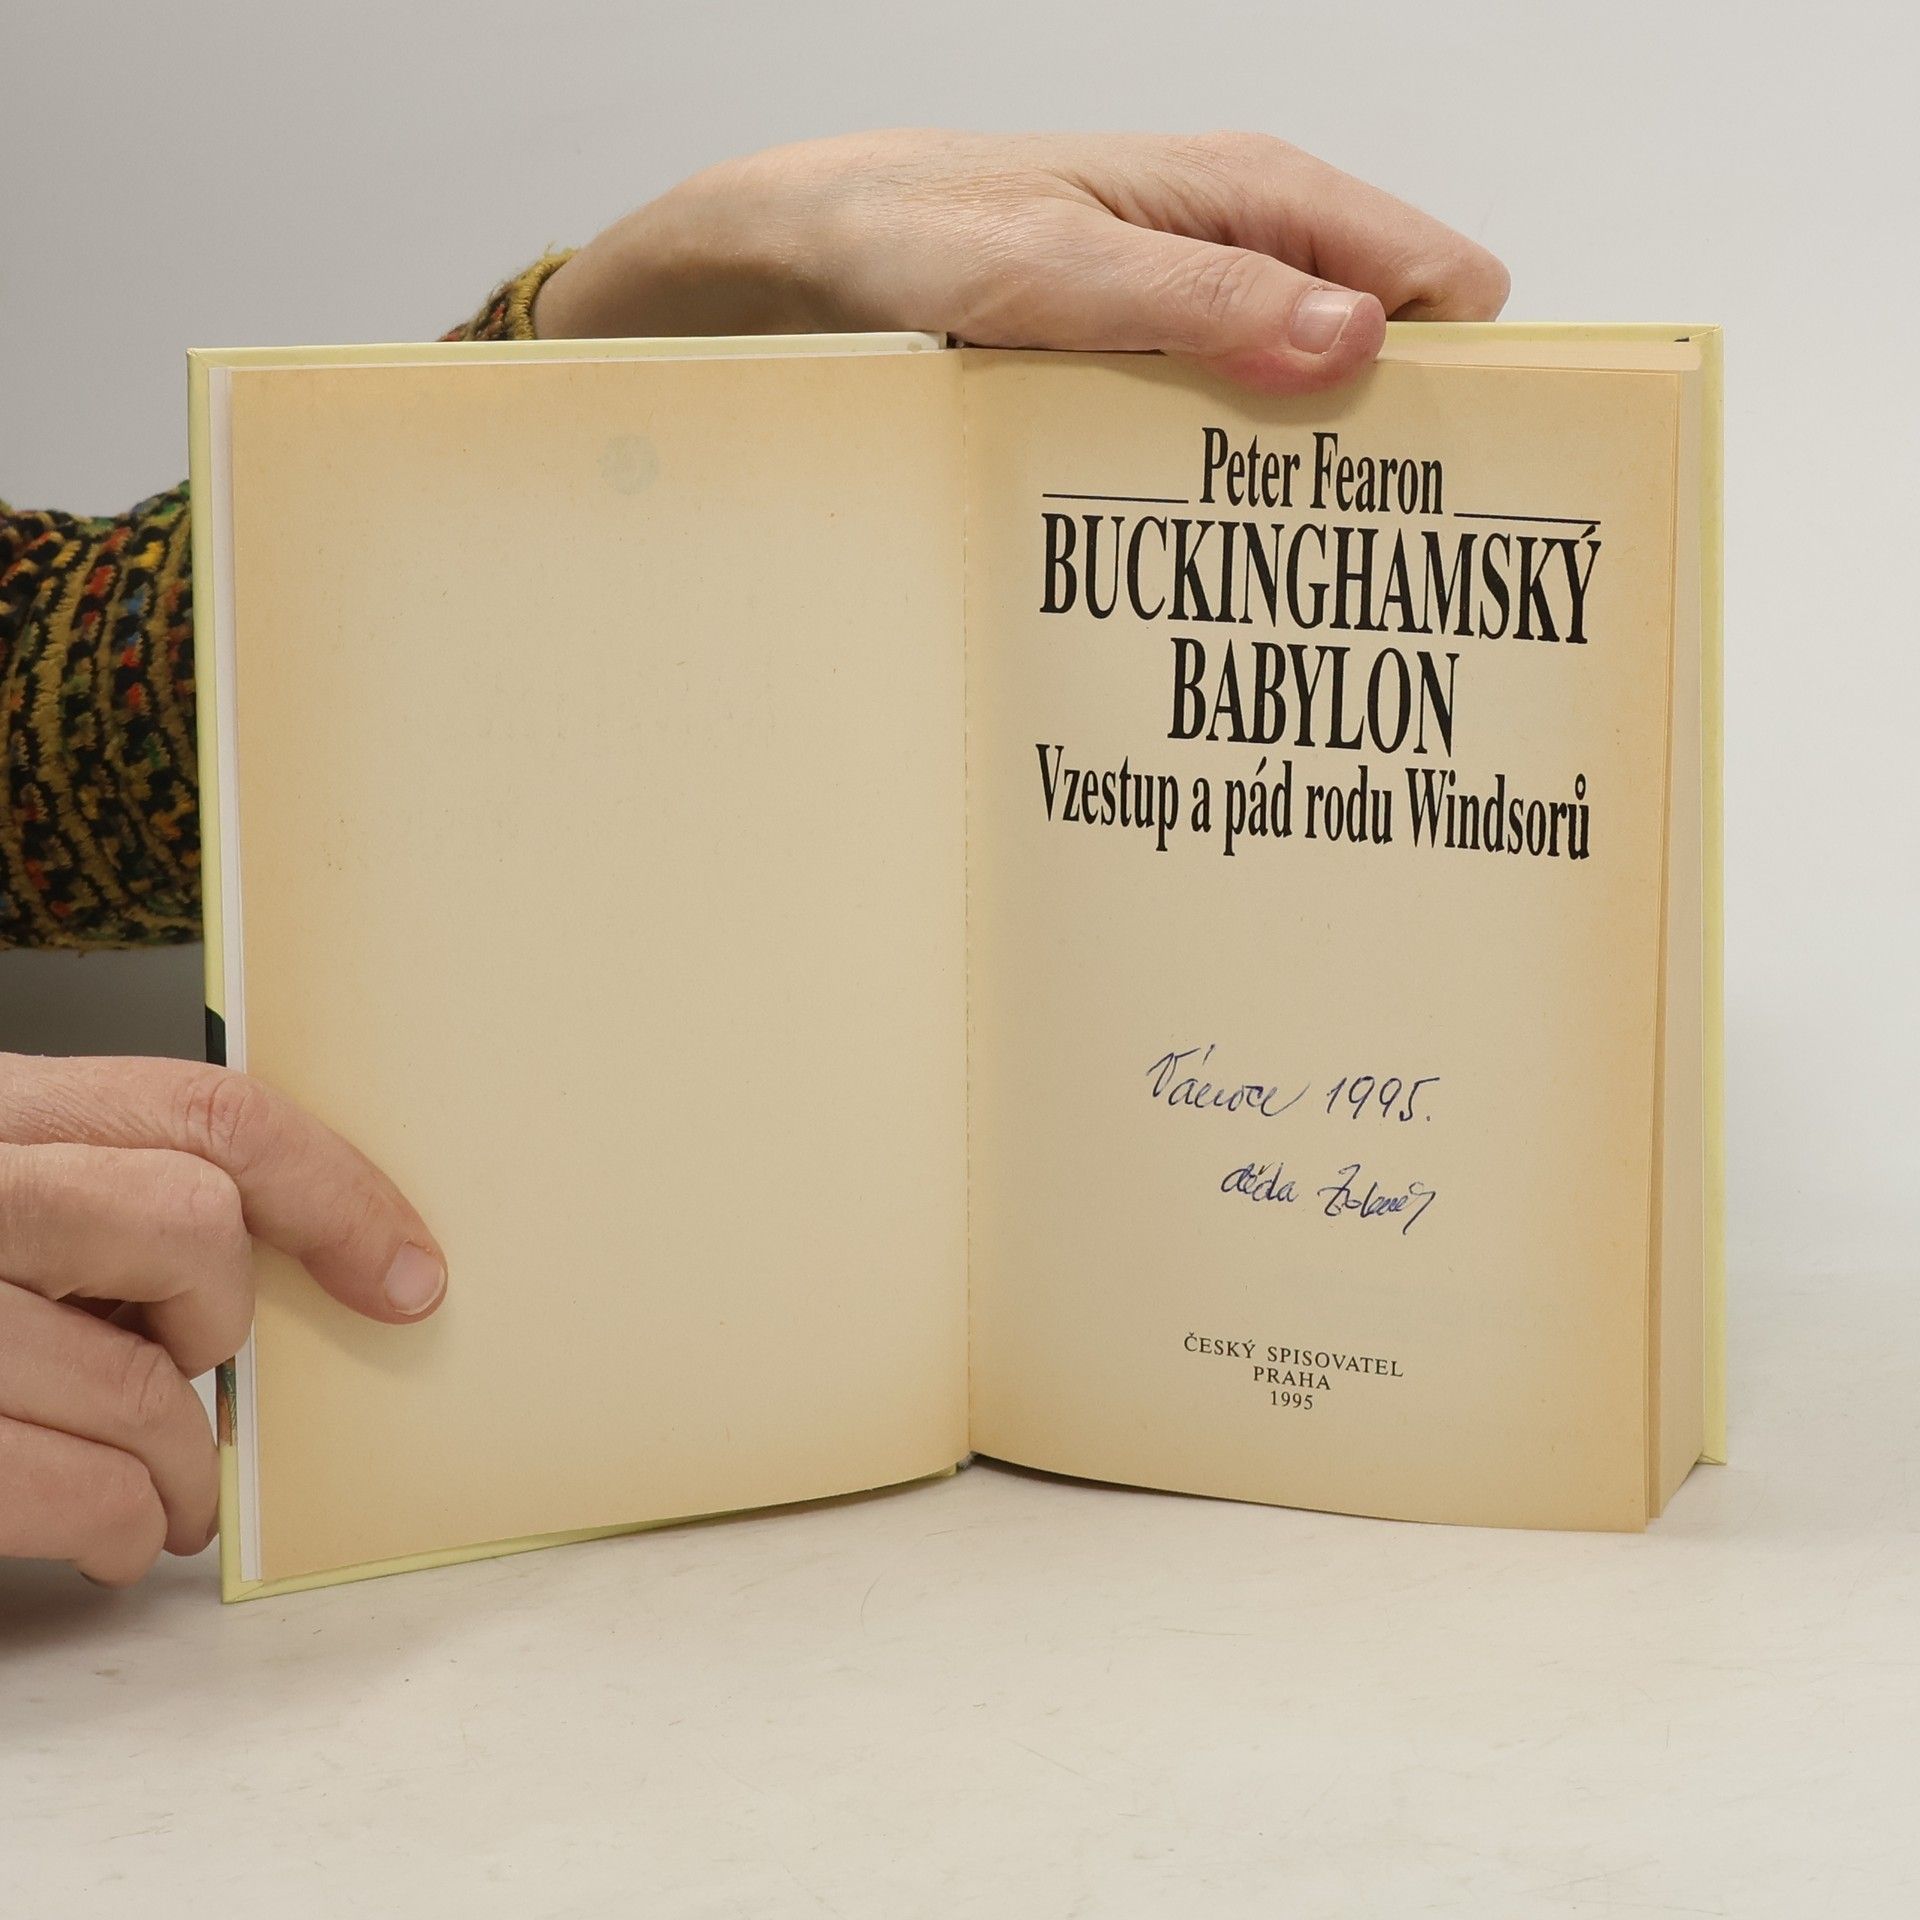 Peter Fearon
BUCKINGHAMSKÝ
BABYLON
Vzestup a pád rodu Windsorů
Vánoce 1995.
děda
ČESKÝ SPISOVATEL
PRAHA
1995